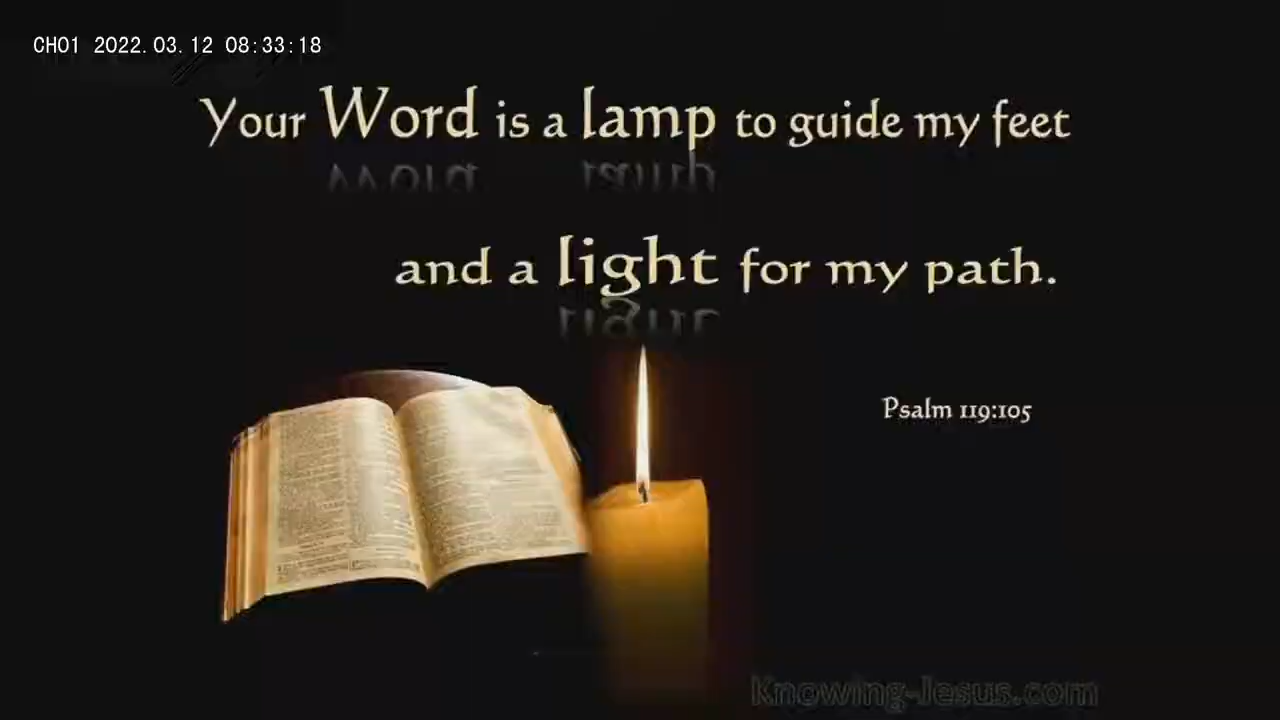 CH01 2022.03.12 08:33:18
Your Word is a lamp to guide my feet
and a light for my path.
Psalm 119:105
Knowing-Jesus.com